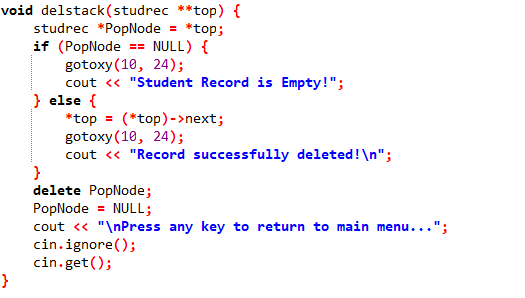 void delstack(studrec **top) {
    studrec *PopNode = *top;
    if (PopNode == NULL) {
        gotoxy(10, 24);
        cout << "Student Record is Empty!";
    } else {
        *top = (*top)->next;
        gotoxy(10, 24);
        cout << "Record successfully deleted!\n";
    }
    delete PopNode;
    PopNode = NULL;
    cout << "\nPress any key to return to main menu...";
    cin.ignore();
    cin.get();
}